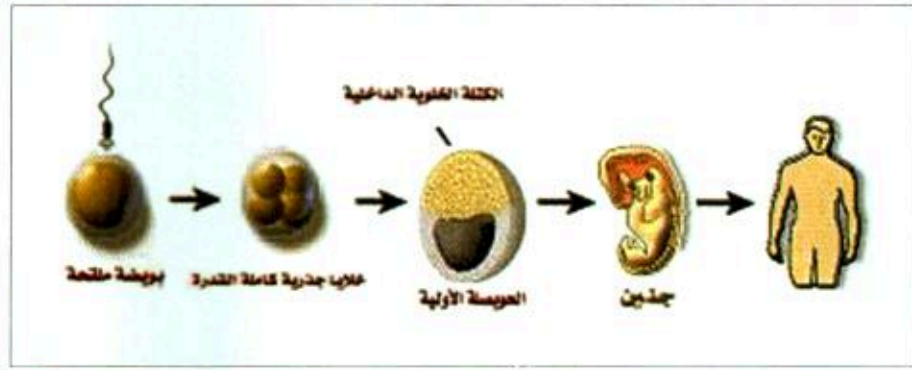 الكتلة الخلوية الداخلية
بويضة ملقحة
خلايا جذرية كاملة القدرة
الحويصلة الأولية
جنين